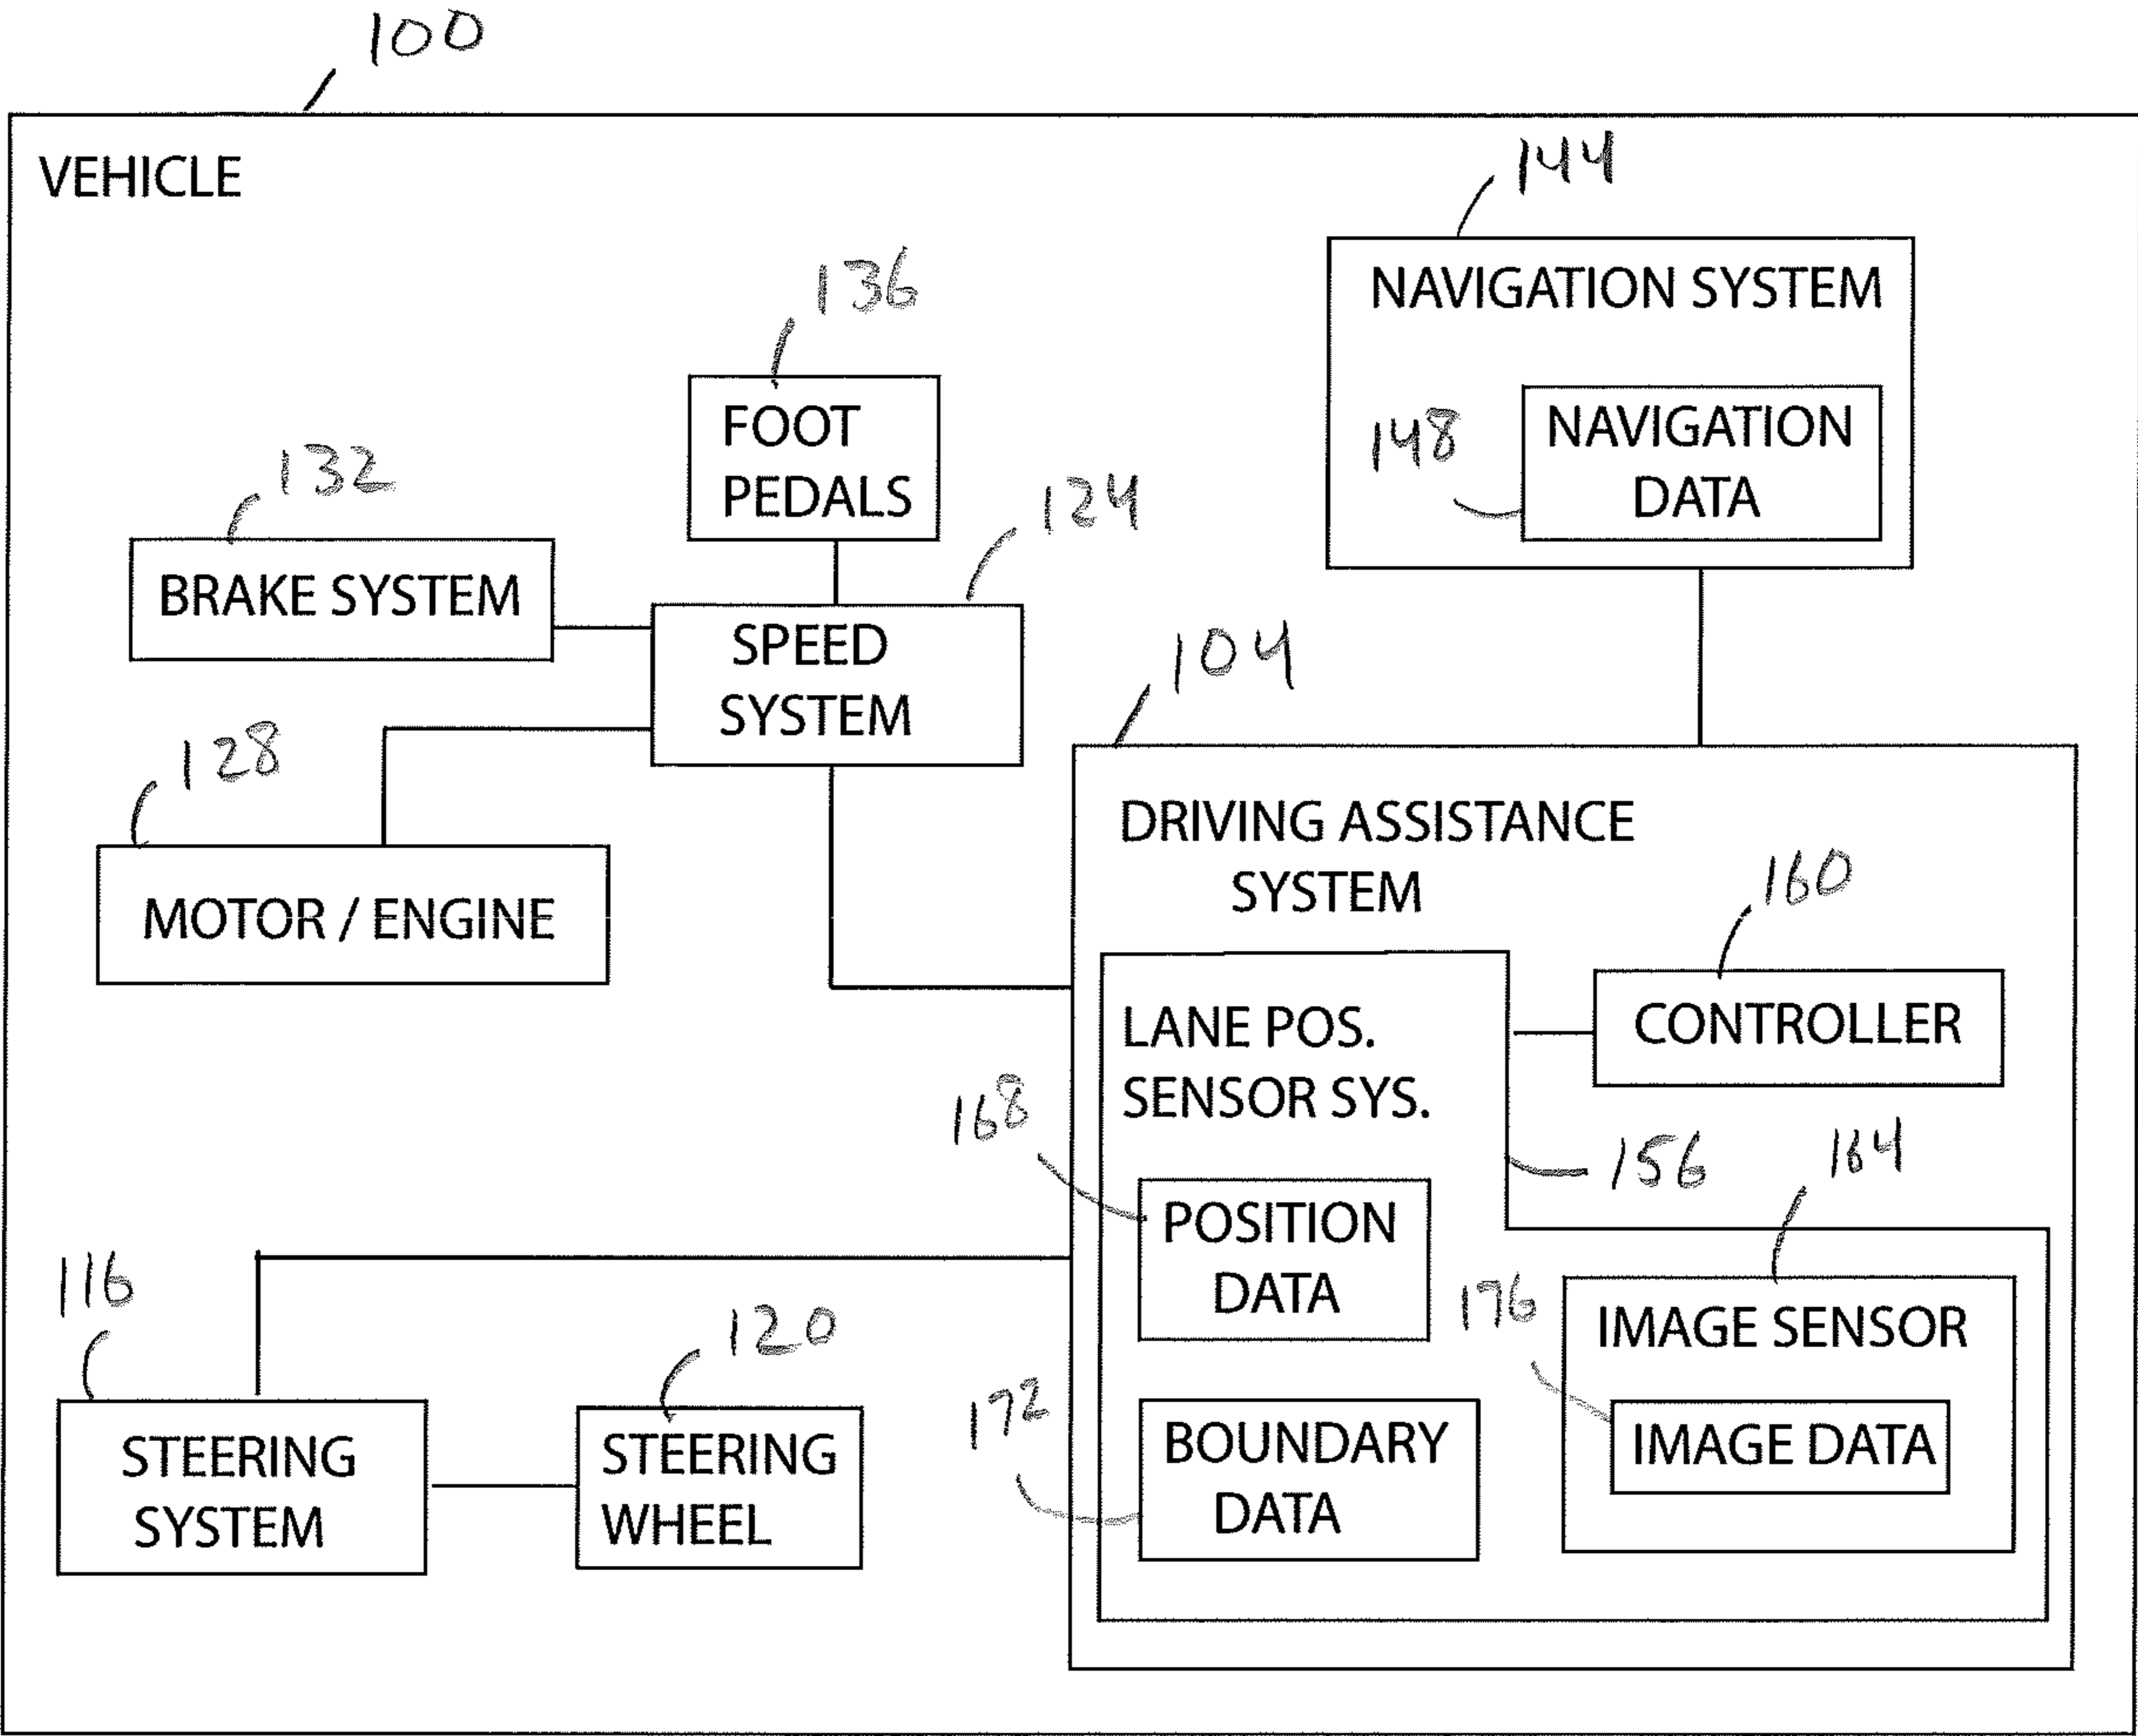 100
VEHICLE
144
NAVIGATION SYSTEM
148
NAVIGATION
DATA
136
FOOT
PEDALS
132
BRAKE SYSTEM
124
SPEED
SYSTEM
128
MOTOR / ENGINE
104
DRIVING ASSISTANCE
SYSTEM
160
CONTROLLER
LANE POS.
SENSOR SYS.
156
168
POSITION
DATA
164
IMAGE SENSOR
176
IMAGE DATA
172
BOUNDARY
DATA
116
STEERING
SYSTEM
120
STEERING
WHEEL